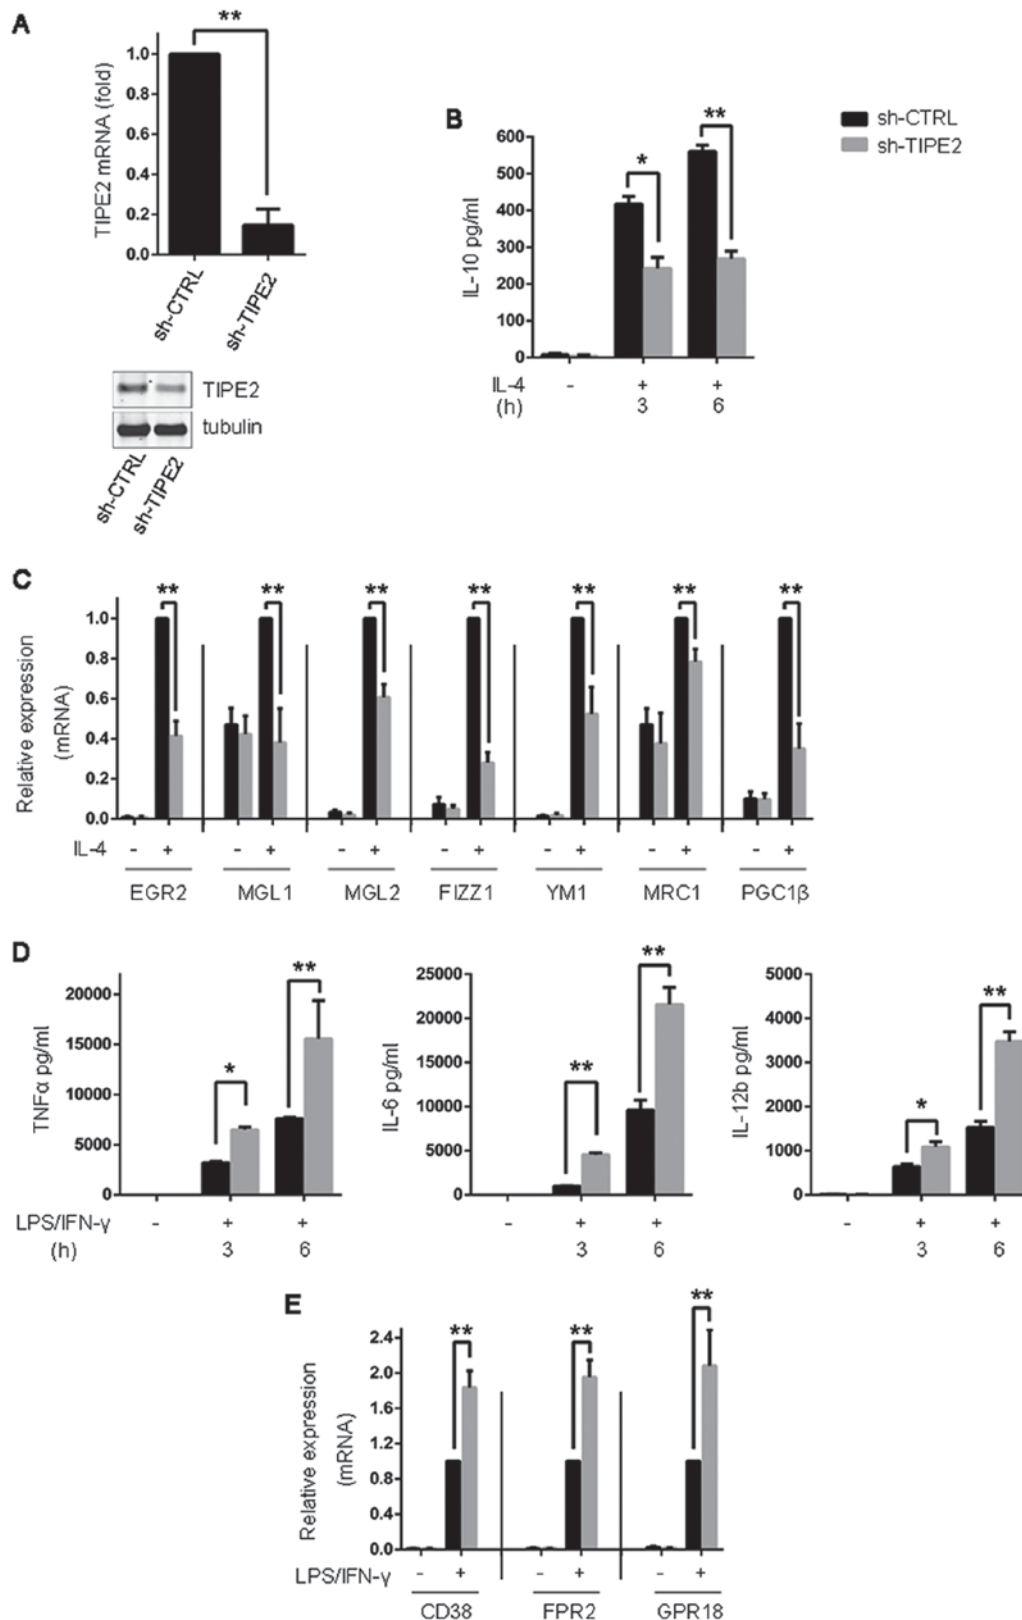 A
**
TIPE2 mRNA (fold)
1.0
0.8
0.6
0.4
0.2
0.0
sh-CTRL
sh-TIPE2
TIPE2
tubulin
sh-CTRL
sh-TIPE2
B
sh-CTRL
sh-TIPE2
IL-10 pg/ml
600
500
400
300
200
100
0
* **
IL-4 - + +
(h) 3 6
C
** ** ** ** ** ** **
Relative expression
(mRNA)
1.0
0.8
0.6
0.4
0.2
0.0
IL-4 - + - + - + - + - + - + - +
EGR2 MGL1 MGL2 FIZZ1 YM1 MRC1 PGC1β
D
TNFα pg/ml
20000
15000
10000
5000
0
* **
LPS/IFN-γ - + +
(h) 3 6
IL-6 pg/ml
25000
20000
15000
10000
5000
0
** **
- + +
3 6
IL-12b pg/ml
5000
4000
3000
2000
1000
0
* **
- + +
3 6
E
** ** **
Relative expression
(mRNA)
2.4
2.0
1.6
1.2
0.8
0.4
0.0
LPS/IFN-γ - + - + - +
CD38 FPR2 GPR18